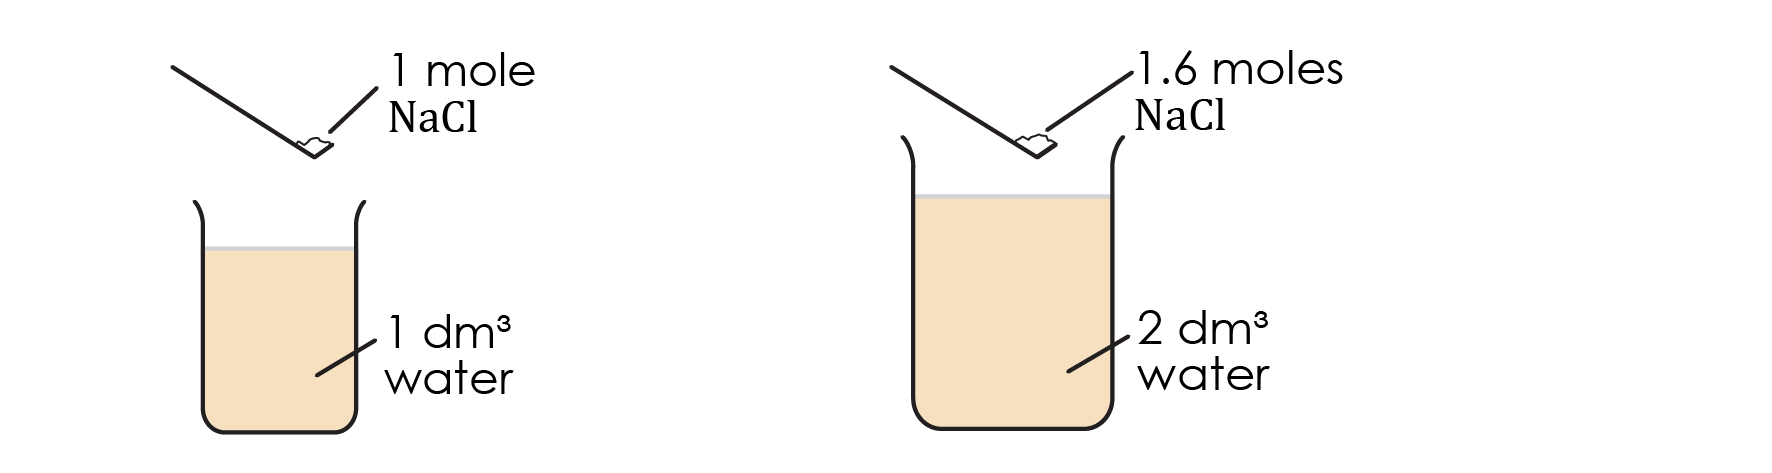 1 mole
NaCl
1.6 moles
NaCl
1 dm³
water
2 dm³
water